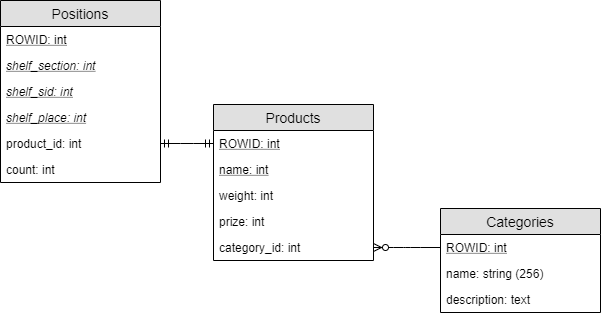 Positions
ROWID: int
shelf_section: int
shelf_sid: int
shelf_place: int
product_id: int
count: int
Products
ROWID: int
name: int
weight: int
prize: int
category_id: int
Categories
ROWID: int
name: string (256)
description: text